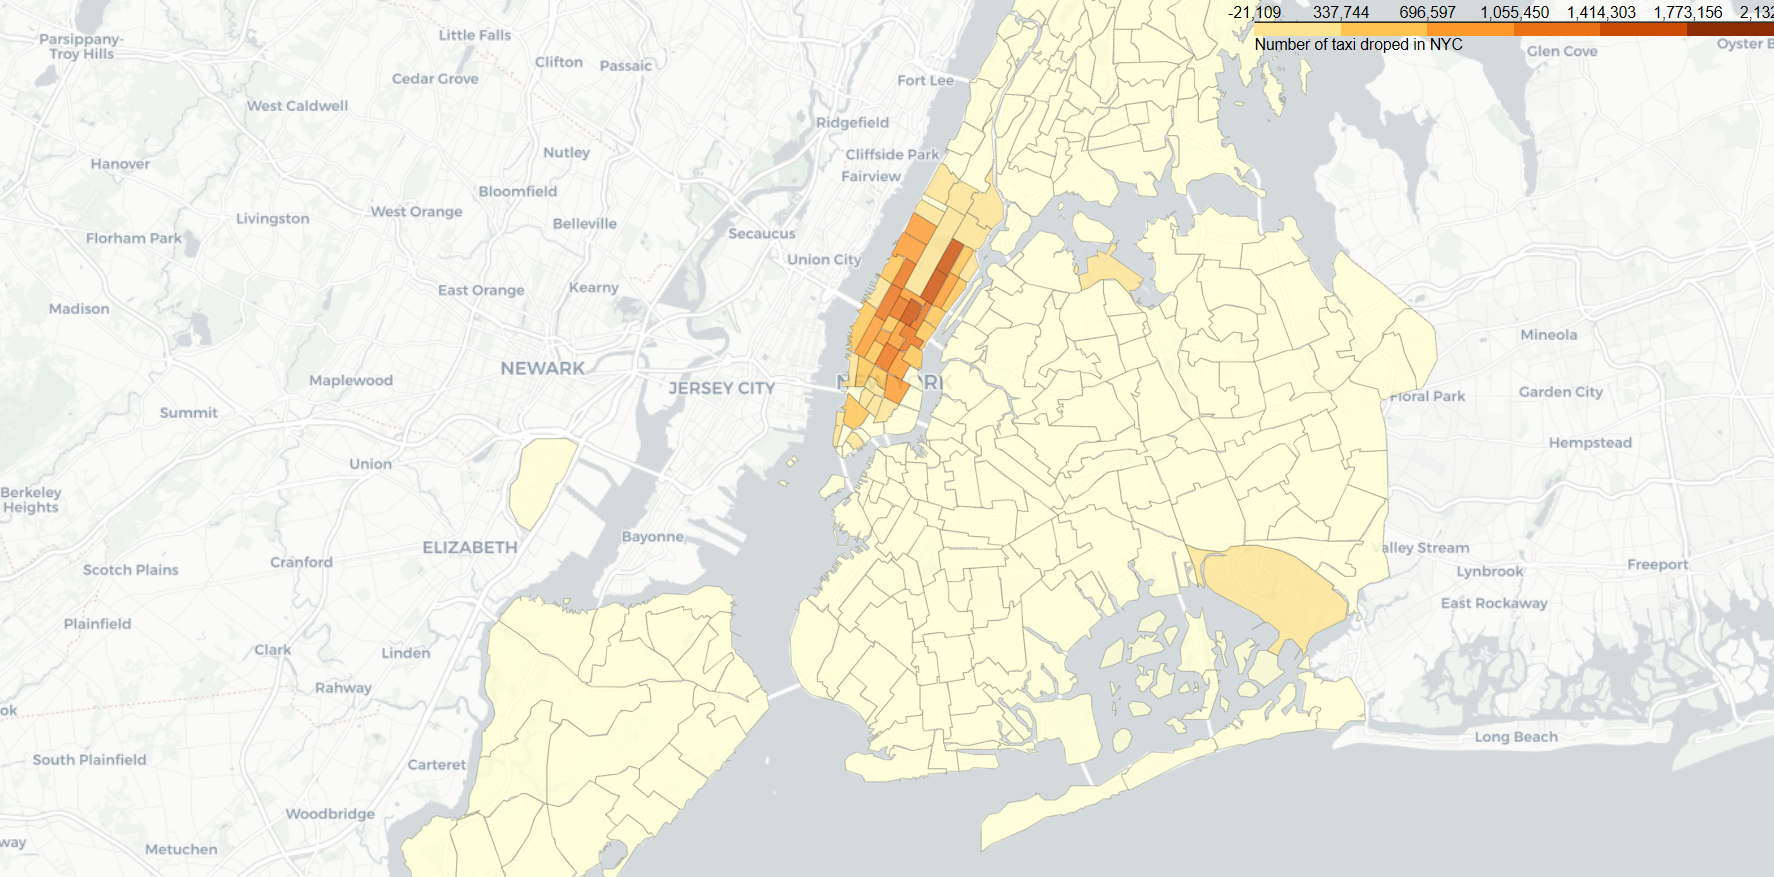 -21,109 337,744 696,597 1,055,450 1,414,303 1,773,156 2,132
Number of taxi droped in NYC
Parsippany-
Troy Hills
Little Falls
Clifton
Passaic
Cedar Grove
Fort Lee
Glen Cove
Oyster B
West Caldwell
Ridgefield
Hanover
Nutley
Cliffside Park
Fairview
Bloomfield
Livingston
West Orange
Belleville
Florham Park
Secaucus
Union City
East Orange
Kearny
Madison
Mineola
NEWARK
Maplewood
JERSEY CITY
NEW YORK
Floral Park
Garden City
Summit
Hempstead
Union
Berkeley
Heights
Bayonne
ELIZABETH
Valley Stream
Cranford
Scotch Plains
Lynbrook
Freeport
East Rockaway
Plainfield
Clark
Linden
Rahway
ok
Long Beach
South Plainfield
Carteret
Woodbridge
way
Metuchen